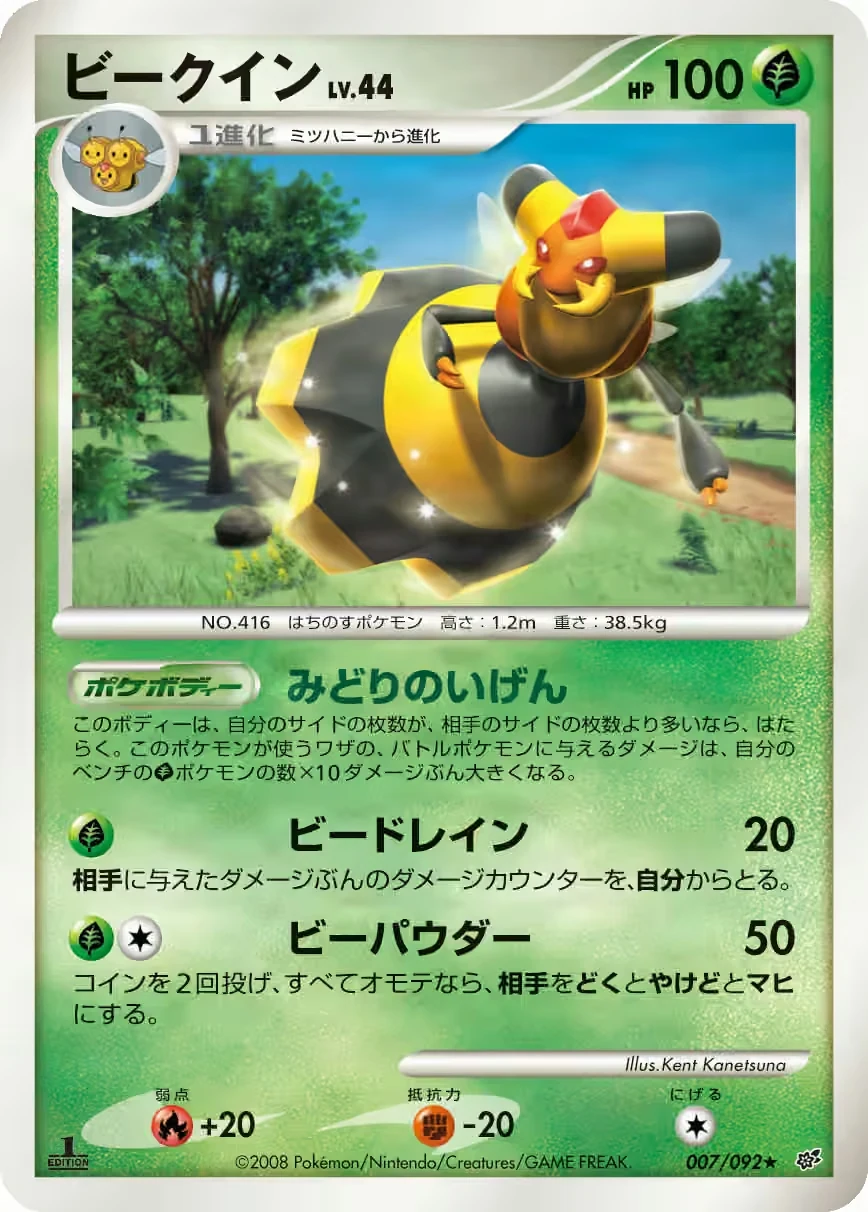 ビークイン LV.44 HP 100
1進化 ミツハニーから進化
NO.416 はちのすポケモン 高さ：1.2m 重さ：38.5kg
ポケボディー みどりのいげん
このボディーは、自分のサイドの枚数が、相手のサイドの枚数より多いなら、はた
らく。このポケモンが使うワザの、バトルポケモンに与えるダメージは、自分の
ベンチのポケモンの数×10ダメージぶん大きくなる。
ビードレイン 20
相手に与えたダメージぶんのダメージカウンターを、自分からとる。
ビーパウダー 50
コインを2回投げ、すべてオモテなら、相手をどくとやけどとマヒ
にする。
Illus.Kent Kanetsuna
弱点 抵抗力 にげる
+20 -20
1 EDITION ©2008 Pokémon/Nintendo/Creatures/GAME FREAK. 007/092★